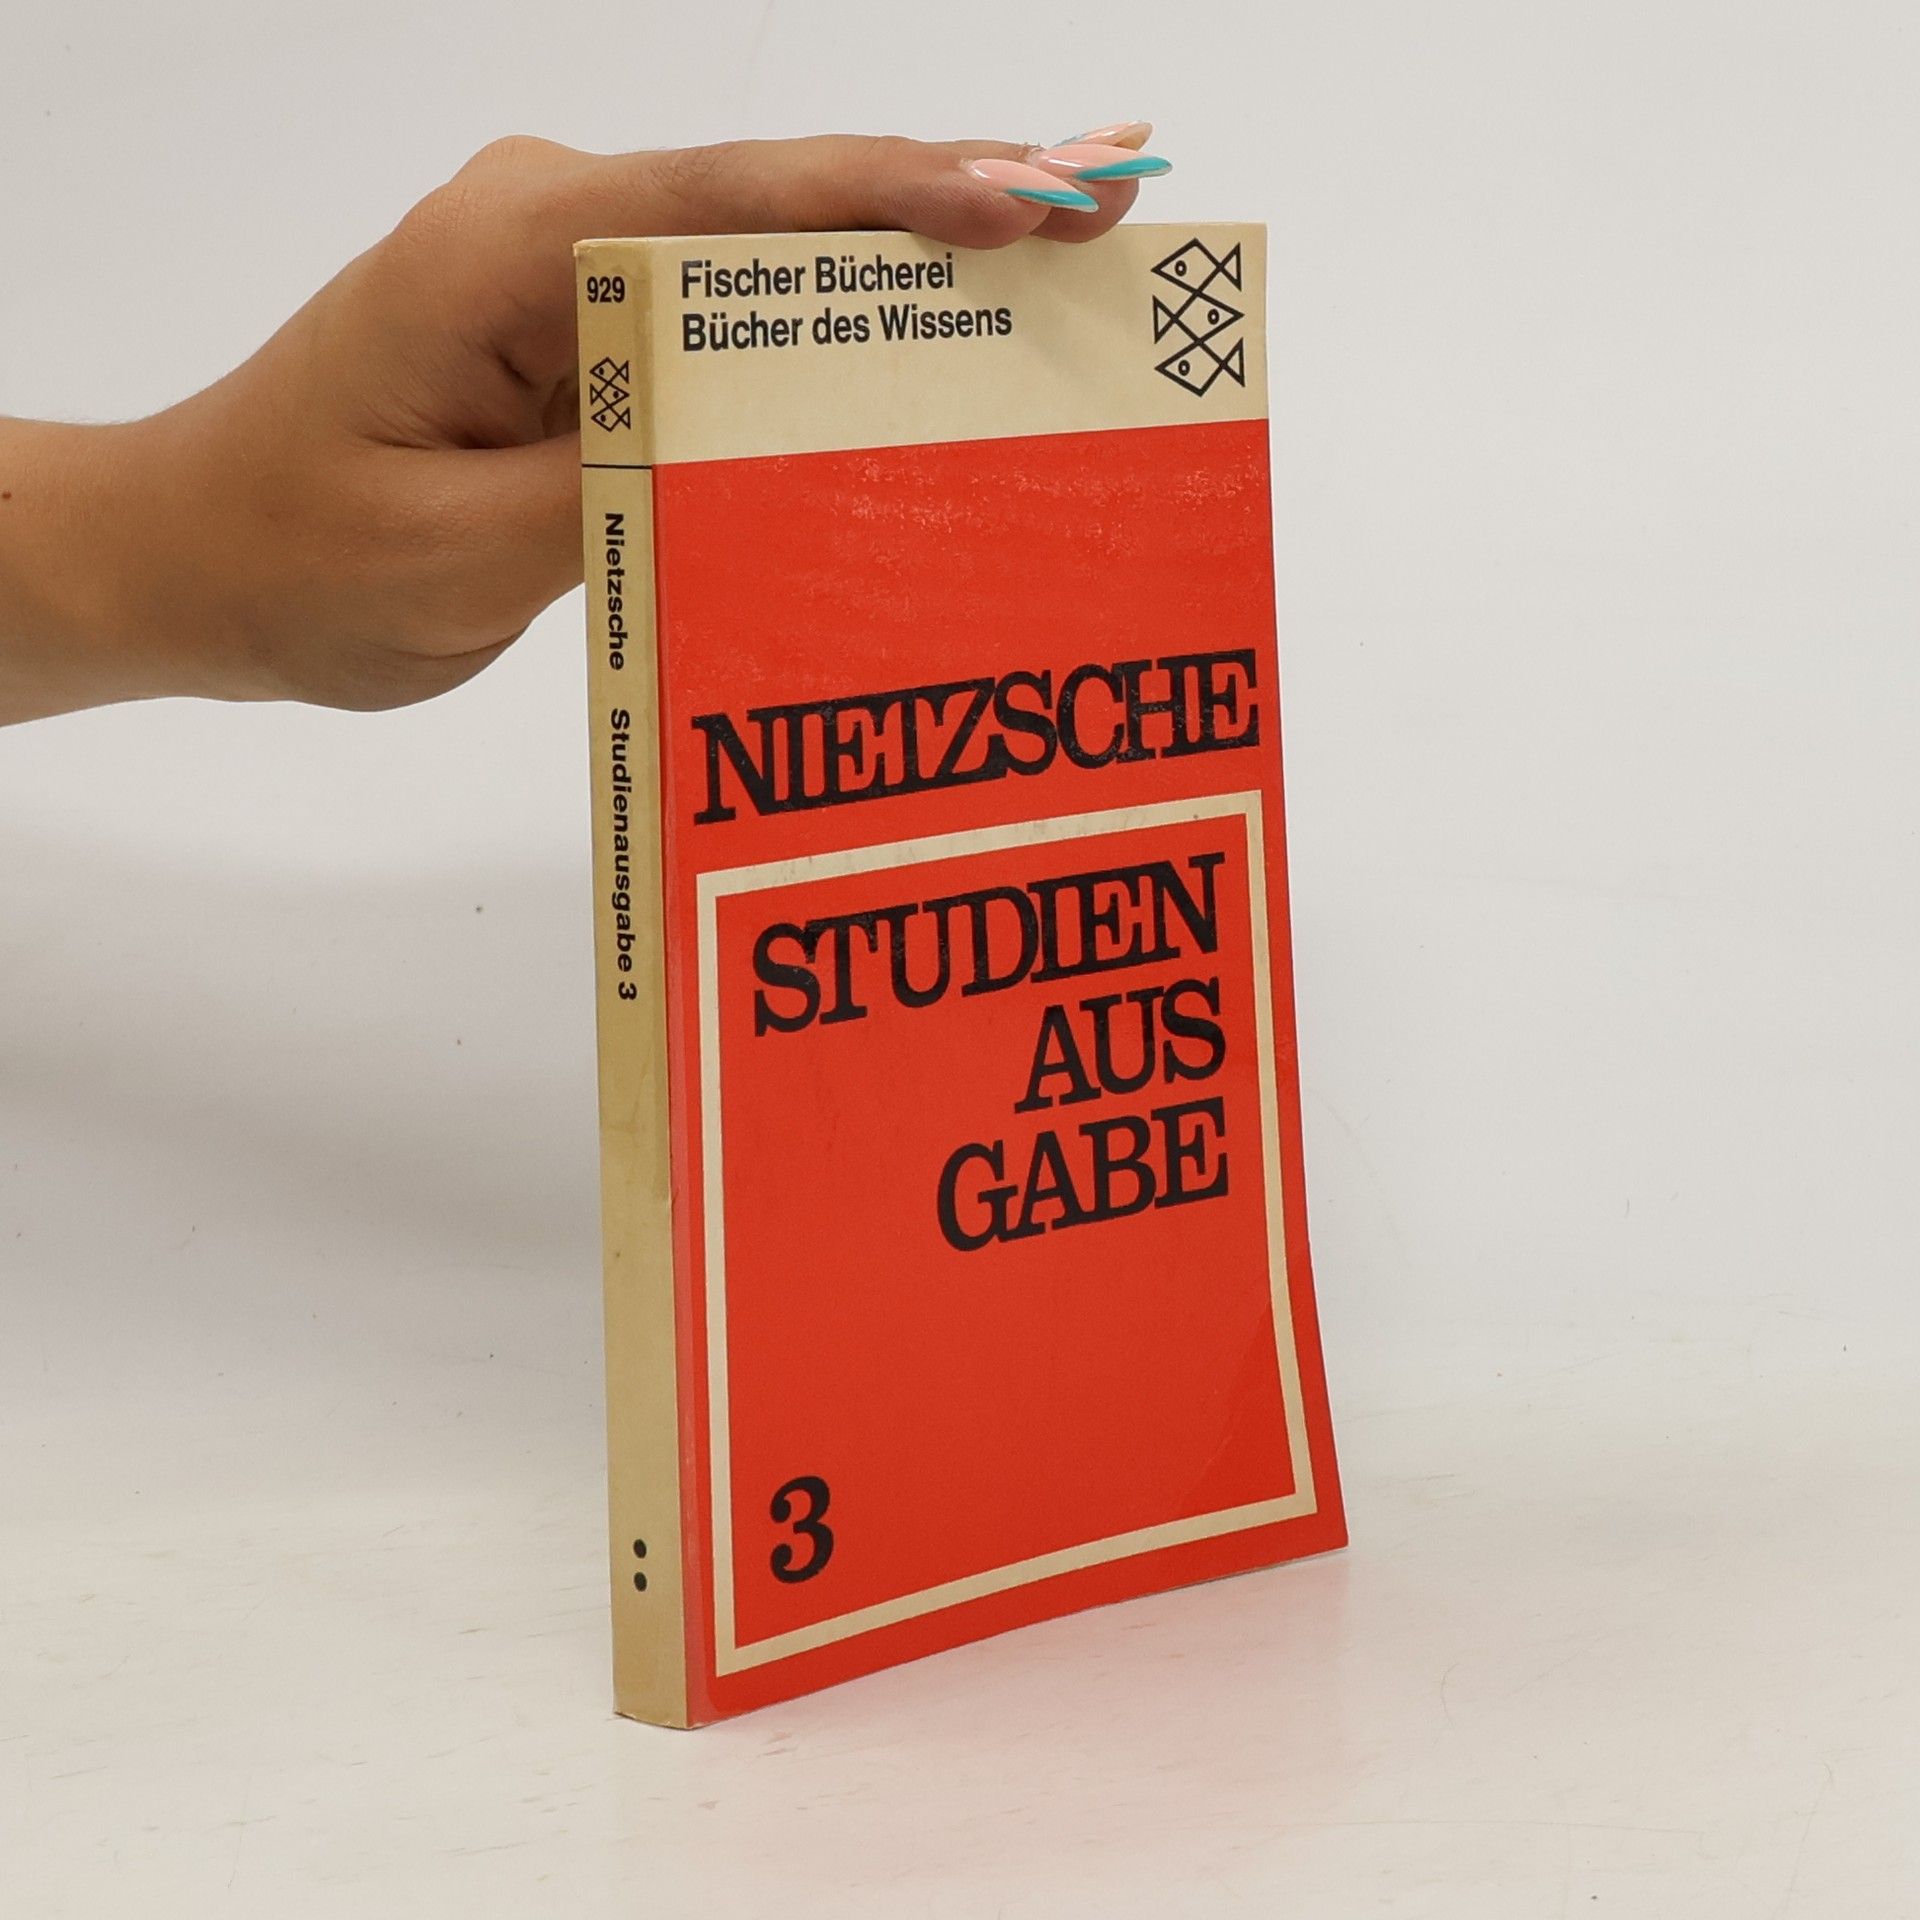 929
Nietzsche Studienausgabe 3
Fischer Bücherei
Bücher des Wissens
NIETZSCHE
STUDIEN
AUS
GABE
3